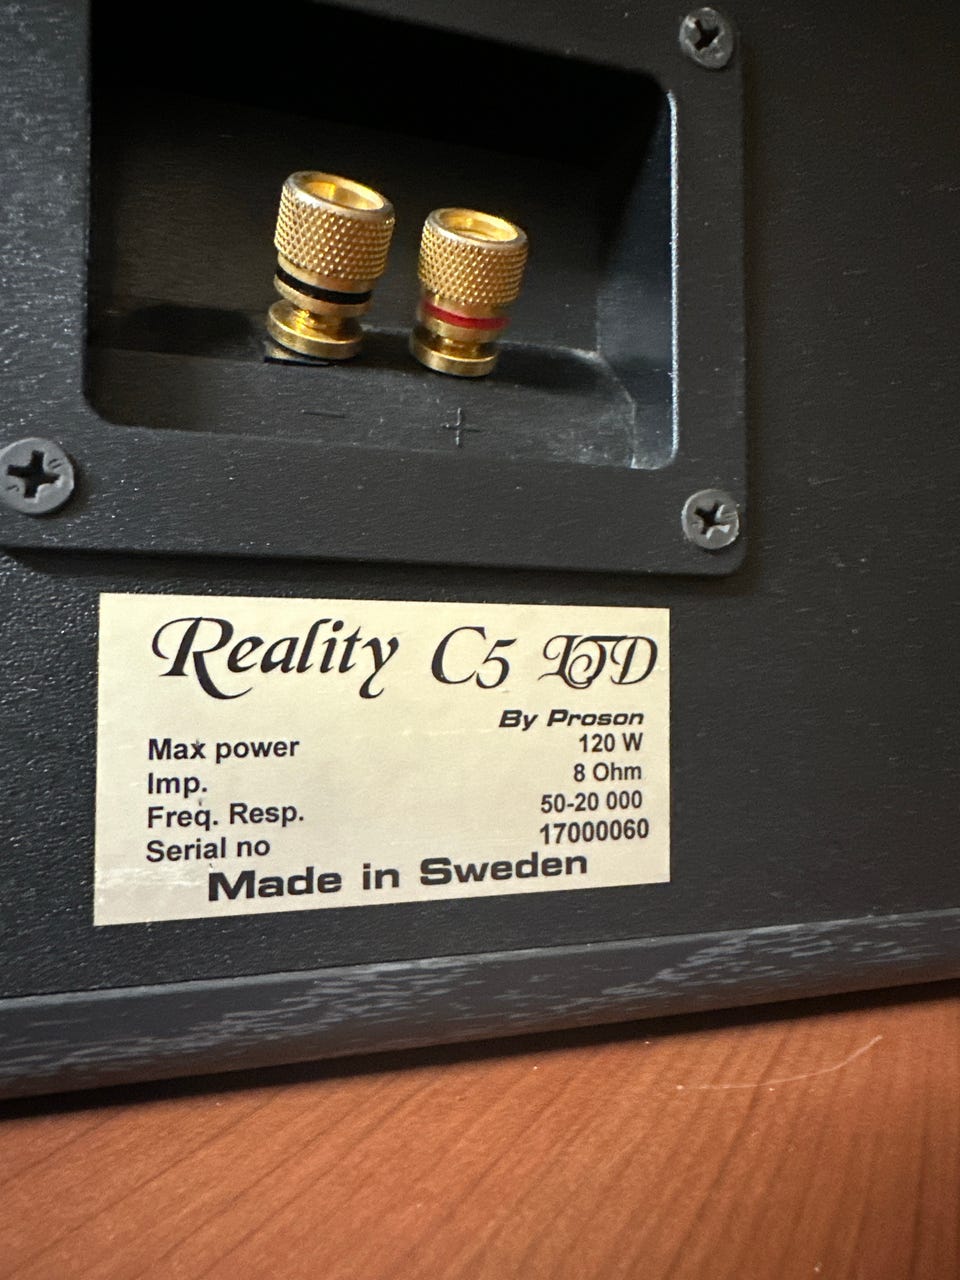 - +
Reality C5 LTD
By Proson
Max power 120 W
Imp. 8 Ohm
Freq. Resp. 50-20 000
Serial no 17000060
Made in Sweden